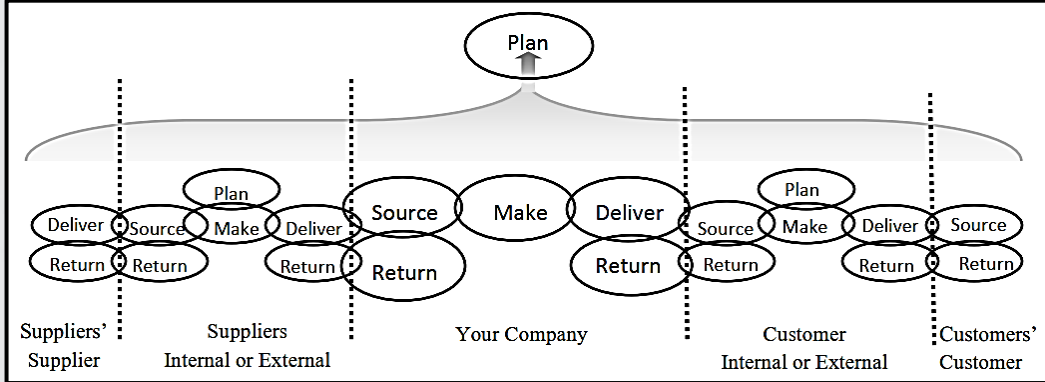 Plan
Plan
Plan
Deliver
Source
Make
Deliver
Source
Make
Deliver
Source
Make
Deliver
Source
Return
Return
Return
Return
Return
Return
Return
Return
Suppliers’
Supplier
Suppliers
Internal or External
Your Company
Customer
Internal or External
Customers’
Customer